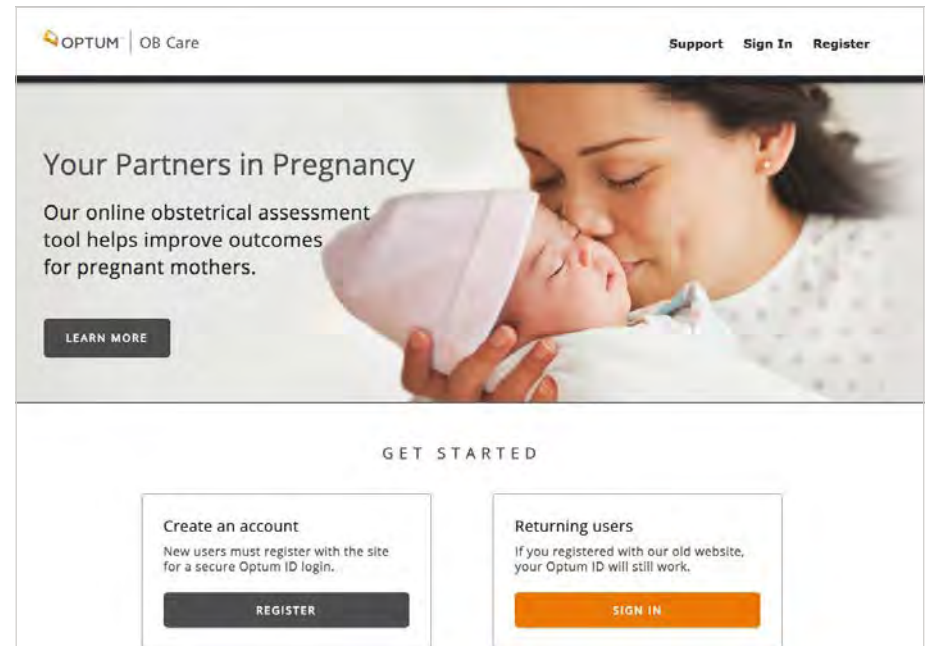 OPTUM™ | OB Care
Support Sign In Register
Your Partners in Pregnancy
Our online obstetrical assessment
tool helps improve outcomes
for pregnant mothers.
LEARN MORE
GET STARTED
Create an account
New users must register with the site
for a secure Optum ID login.
REGISTER
Returning users
If you registered with our old website,
your Optum ID will still work.
SIGN IN